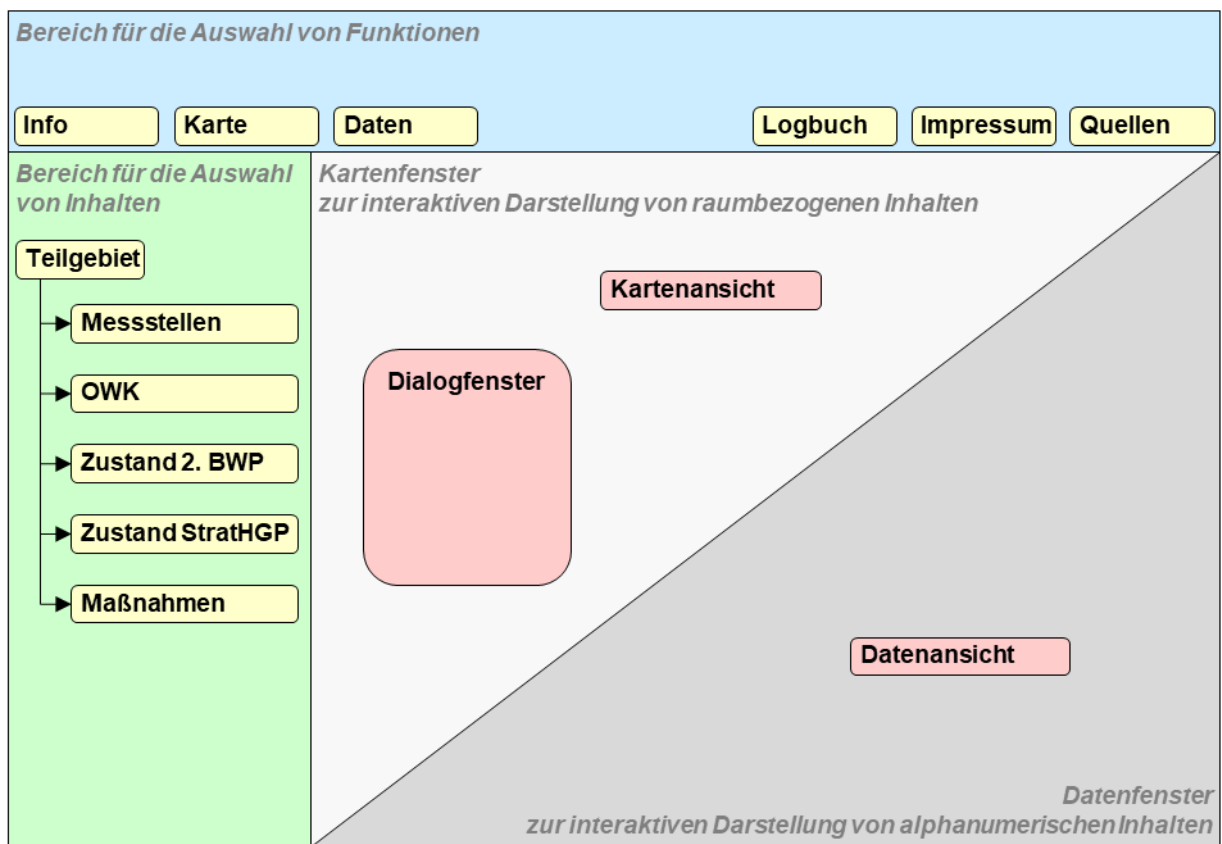 Bereich für die Auswahl von Funktionen
Info
Karte
Daten
Logbuch
Impressum
Quellen
Bereich für die Auswahl
von Inhalten
Teilgebiet
Messstellen
OWK
Zustand 2. BWP
Zustand StratHGP
Maßnahmen
Kartenfenster
zur interaktiven Darstellung von raumbezogenen Inhalten
Kartenansicht
Dialogfenster
Datenansicht
Datenfenster
zur interaktiven Darstellung von alphanumerischen Inhalten